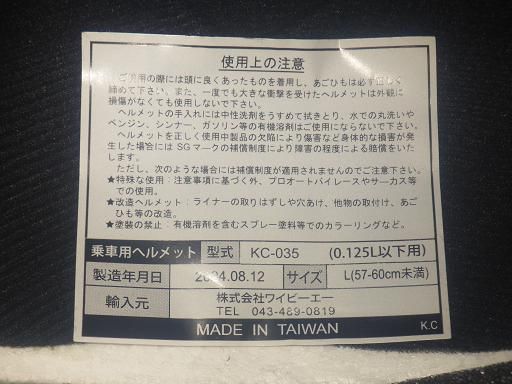 使用上の注意
ご使用の際には頭に良くあったものを着用し、あごひもは必ず正しく
締めて下さい。また、一度でも大きな衝撃を受けたヘルメットは外観に
損傷がなくても使用しないで下さい。
ヘルメットの手入れには中性洗剤をうすめて拭きとり、水での丸洗いや
ベンジン、シンナー、ガソリン等の有機溶剤はご使用にならないで下さい。
ヘルメットを正しく使用中製品の欠陥により傷害など身体的な損害が発
生した場合には SGマークの補償制度により障害の程度による賠償をいた
します。
ただし、次のような場合には補償制度が適用されませんのでご注意下さい。
★特殊な使用：注意事項に基づく外、プロオートバイレースやサーカス等
での使用。
★改造ヘルメット：ライナーの取りはずしや穴あけ、他物の取付け、あご
ひも等の改造。
★塗装の禁止：有機溶剤を含むスプレー塗料等でのカラーリングなど。
乗車用ヘルメット 型式 KC-035 (0.125L以下用)
製造年月日 2024.08.12 サイズ L(57-60cm未満)
輸入元 株式会社ワイビーエー
TEL 043-489-0819
MADE IN TAIWAN K.C